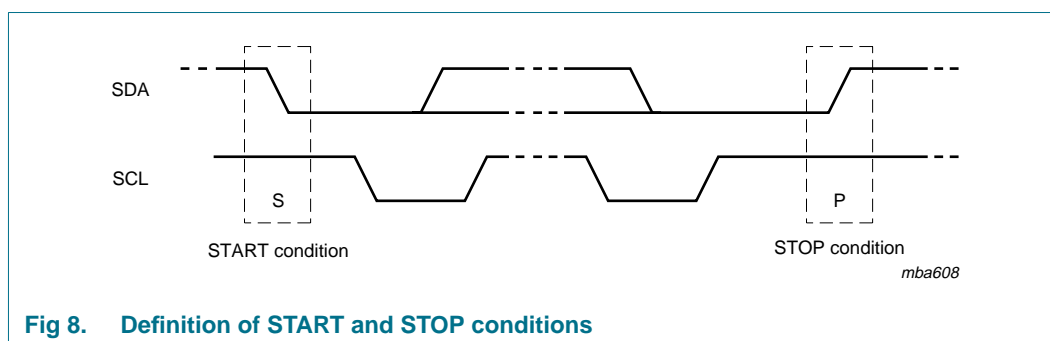 SDA
SCL
S
P
START condition
STOP condition
mba608
Fig 8. Definition of START and STOP conditions